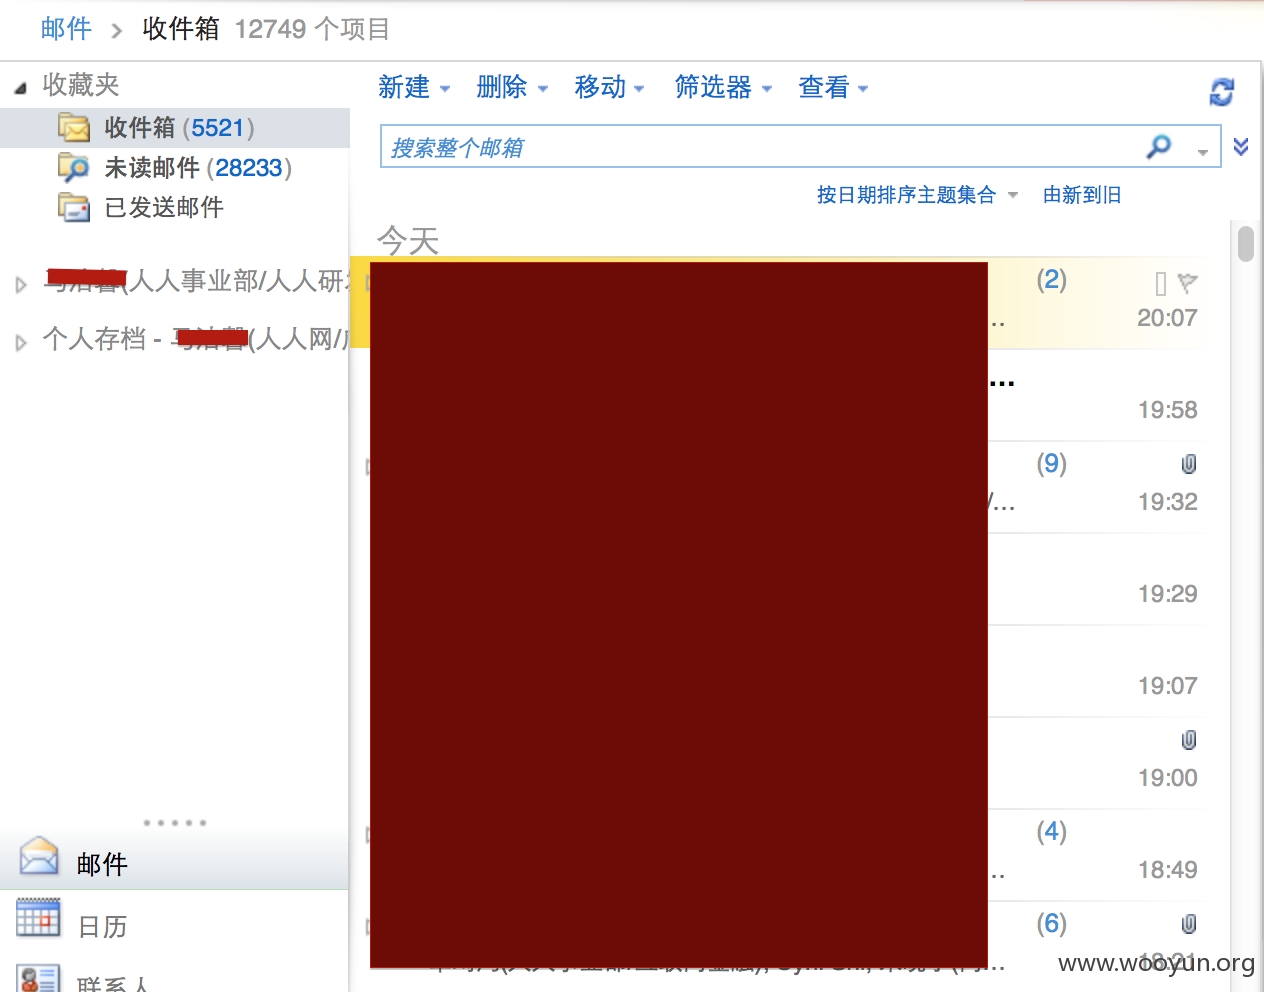 邮件 收件箱 12749 个项目
收藏夹
收件箱 (5521)
未读邮件 (28233)
已发送邮件
(人人事业部/人人研
个人存档 - (人人网/
邮件
日历
联系人
新建 删除 移动 筛选器 查看
搜索整个邮箱
按日期排序主题集合 由新到旧
今天
(2)
.. 20:07
...
19:58
(9)
/... 19:32
19:29
19:07
19:00
(4)
.. 18:49
(6)
18:21
www.wooyun.org